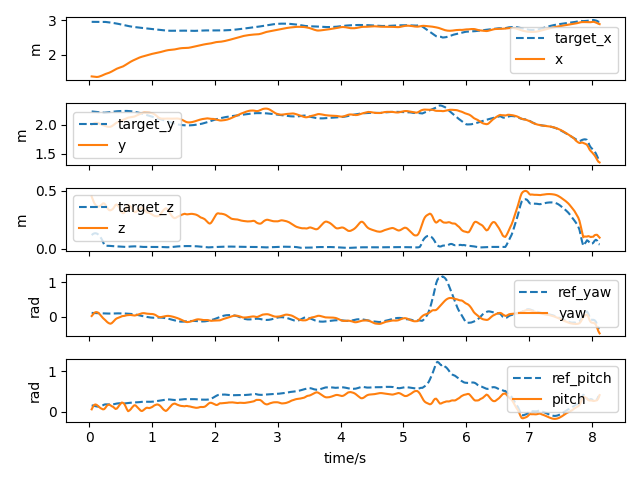 3
2
m
target_x
x
2.0
1.5
m
target_y
y
0.5
0.0
m
target_z
z
1
0
rad
ref_yaw
yaw
1
0
rad
ref_pitch
pitch
0 1 2 3 4 5 6 7 8
time/s